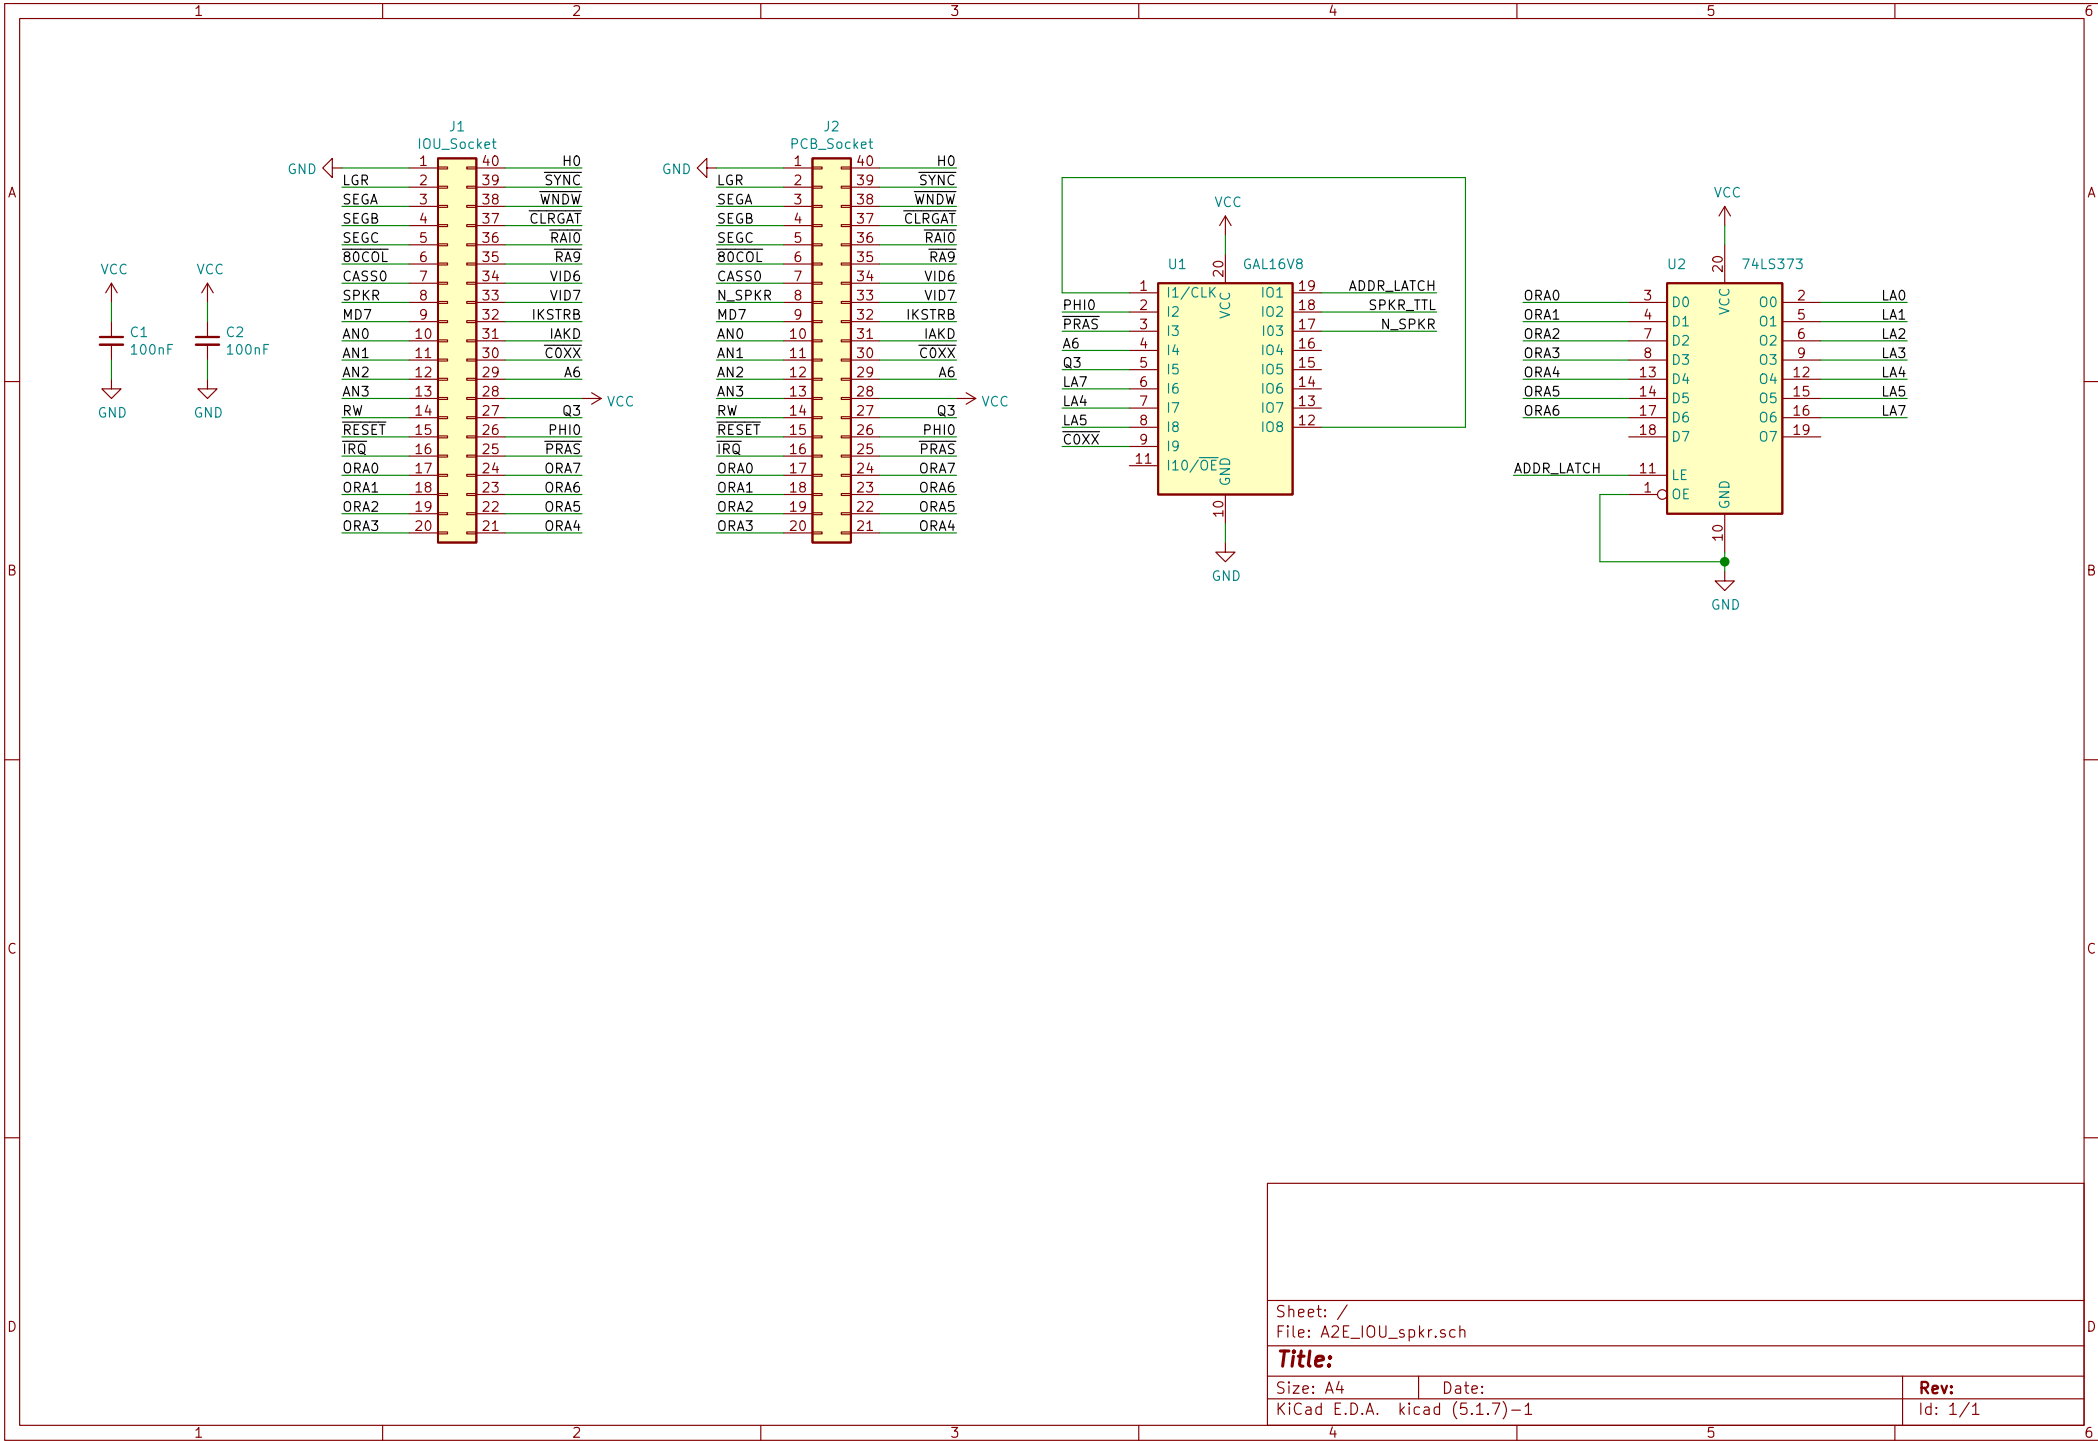 1 2 3 4 5 6
A
B
C
D
J1
IOU_Socket
GND
1 40 H0
LGR 2 39 SYNC
SEGA 3 38 WNDW
SEGB 4 37 CLRGAT
SEGC 5 36 RAI0
80COL 6 35 RA9
CASS0 7 34 VID6
SPKR 8 33 VID7
MD7 9 32 IKSTRB
AN0 10 31 IAKD
AN1 11 30 C0XX
AN2 12 29 A6
AN3 13 28 VCC
RW 14 27 Q3
RESET 15 26 PHI0
IRQ 16 25 PRAS
ORA0 17 24 ORA7
ORA1 18 23 ORA6
ORA2 19 22 ORA5
ORA3 20 21 ORA4
VCC
C1
100nF
GND
VCC
C2
100nF
GND
J2
PCB_Socket
GND
1 40 H0
LGR 2 39 SYNC
SEGA 3 38 WNDW
SEGB 4 37 CLRGAT
SEGC 5 36 RAI0
80COL 6 35 RA9
CASS0 7 34 VID6
N_SPKR 8 33 VID7
MD7 9 32 IKSTRB
AN0 10 31 IAKD
AN1 11 30 C0XX
AN2 12 29 A6
AN3 13 28 VCC
RW 14 27 Q3
RESET 15 26 PHI0
IRQ 16 25 PRAS
ORA0 17 24 ORA7
ORA1 18 23 ORA6
ORA2 19 22 ORA5
ORA3 20 21 ORA4
VCC
U1 20 GAL16V8
VCC
1 I1/CLK IO1 19 ADDR_LATCH
PHI0 2 I2 IO2 18 SPKR_TTL
PRAS 3 I3 I03 17 N_SPKR
A6 4 I4 IO4 16
Q3 5 I5 IO5 15
LA7 6 I6 IO6 14
LA4 7 I7 IO7 13
LA5 8 I8 IO8 12
C0XX 9 I9
11 I10/OE
GND
10
GND
VCC
U2 20 74LS373
VCC
ORA0 3 D0 O0 2 LA0
ORA1 4 D1 O1 5 LA1
ORA2 7 D2 O2 6 LA2
ORA3 8 D3 O3 9 LA3
ORA4 13 D4 O4 12 LA4
ORA5 14 D5 O5 15 LA5
ORA6 17 D6 O6 16 LA7
18 D7 O7 19
ADDR_LATCH 11 LE
1 OE
GND
10
GND
A
B
C
D
Sheet: /
File: A2E_IOU_spkr.sch
Title:
Size: A4 Date: Rev:
KiCad E.D.A. kicad (5.1.7)-1 Id: 1/1
1 2 3 4 5 6